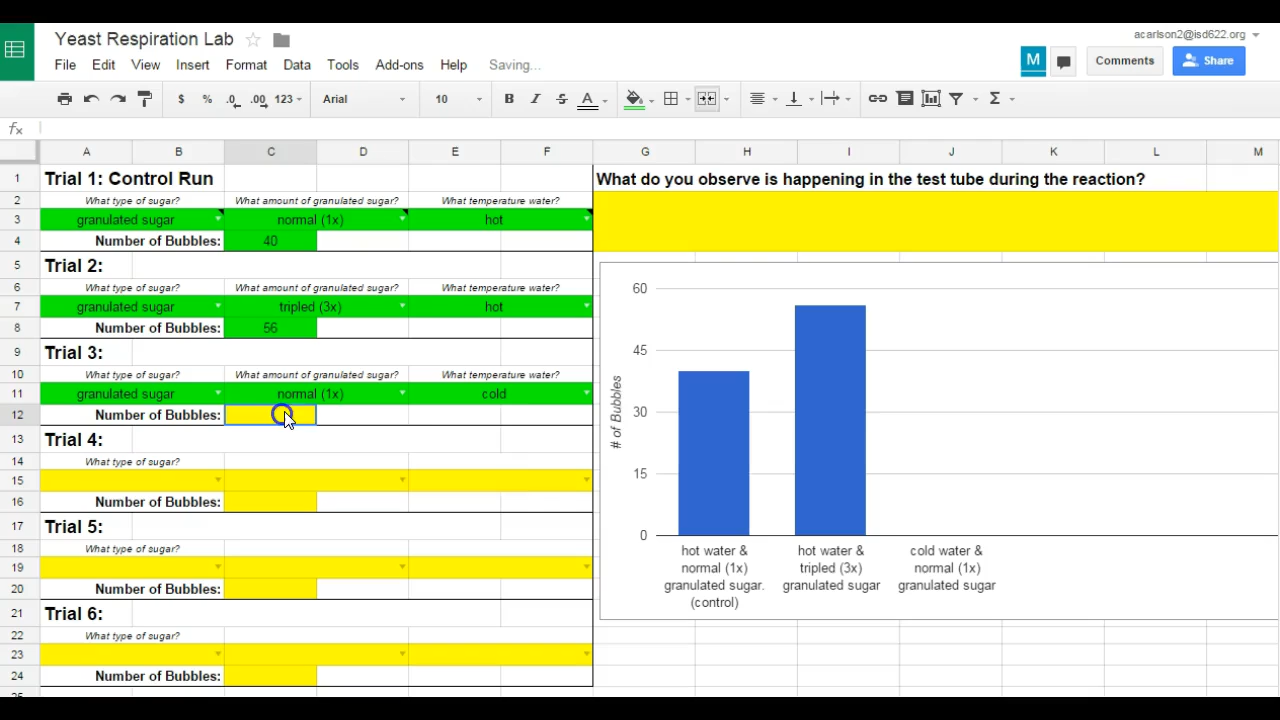 Yeast Respiration Lab
acarlson2@isd622.org
File Edit View Insert Format Data Tools Add-ons Help Saving...
M Comments Share
$ % .0 .00 123 Arial 10 B I S A Σ
fx
A B C D E F G H I J K L M
1 Trial 1: Control Run What do you observe is happening in the test tube during the reaction?
2 What type of sugar? What amount of granulated sugar? What temperature water?
3 granulated sugar normal (1x) hot
4 Number of Bubbles: 40
5 Trial 2:
6 What type of sugar? What amount of granulated sugar? What temperature water?
7 granulated sugar tripled (3x) hot
8 Number of Bubbles: 56
9 Trial 3:
10 What type of sugar? What amount of granulated sugar? What temperature water?
11 granulated sugar normal (1x) cold
12 Number of Bubbles:
13 Trial 4:
14 What type of sugar?
15
16 Number of Bubbles:
17 Trial 5:
18 What type of sugar?
19
20 Number of Bubbles:
21 Trial 6:
22 What type of sugar?
23
24 Number of Bubbles:
# of Bubbles
60
45
30
15
0
hot water & hot water & cold water &
normal (1x) tripled (3x) normal (1x)
granulated sugar. granulated sugar granulated sugar
(control)